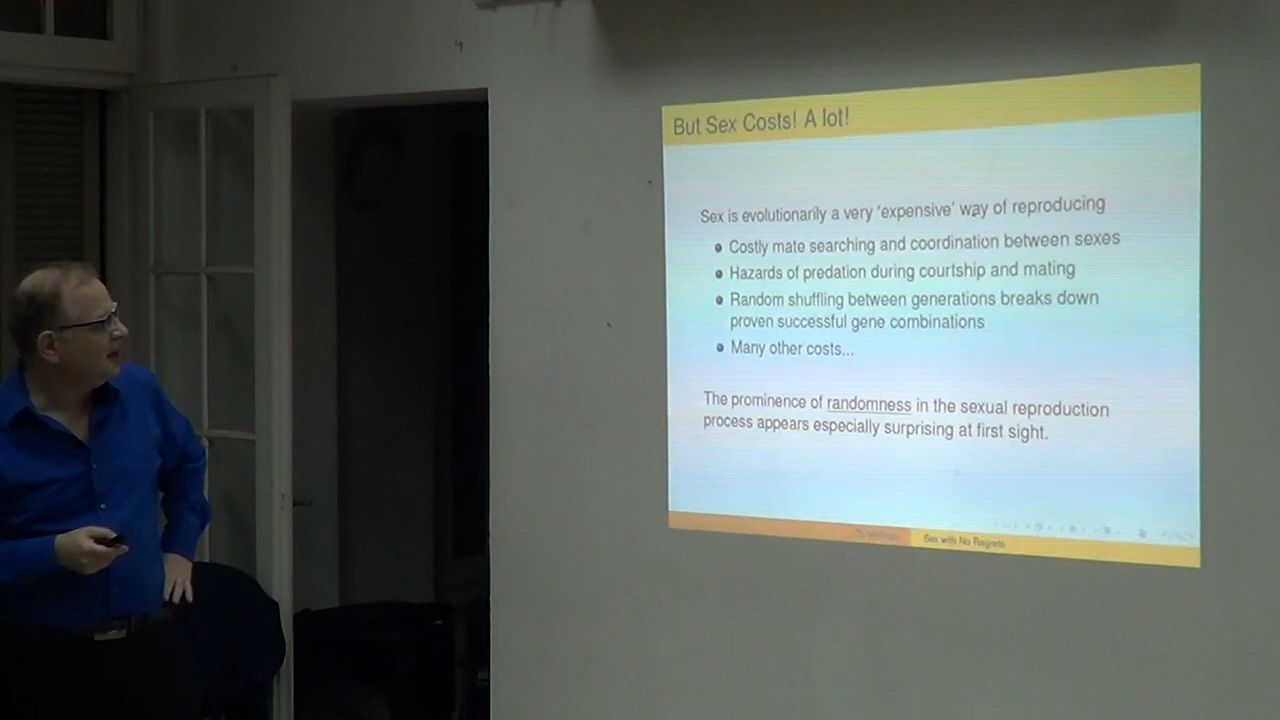 But Sex Costs! A lot!
Sex is evolutionarily a very 'expensive' way of reproducing
Costly mate searching and coordination between sexes
Hazards of predation during courtship and mating
Random shuffling between generations breaks down
proven successful gene combinations
Many other costs...
The prominence of randomness in the sexual reproduction
process appears especially surprising at first sight.
Sex with No Regrets